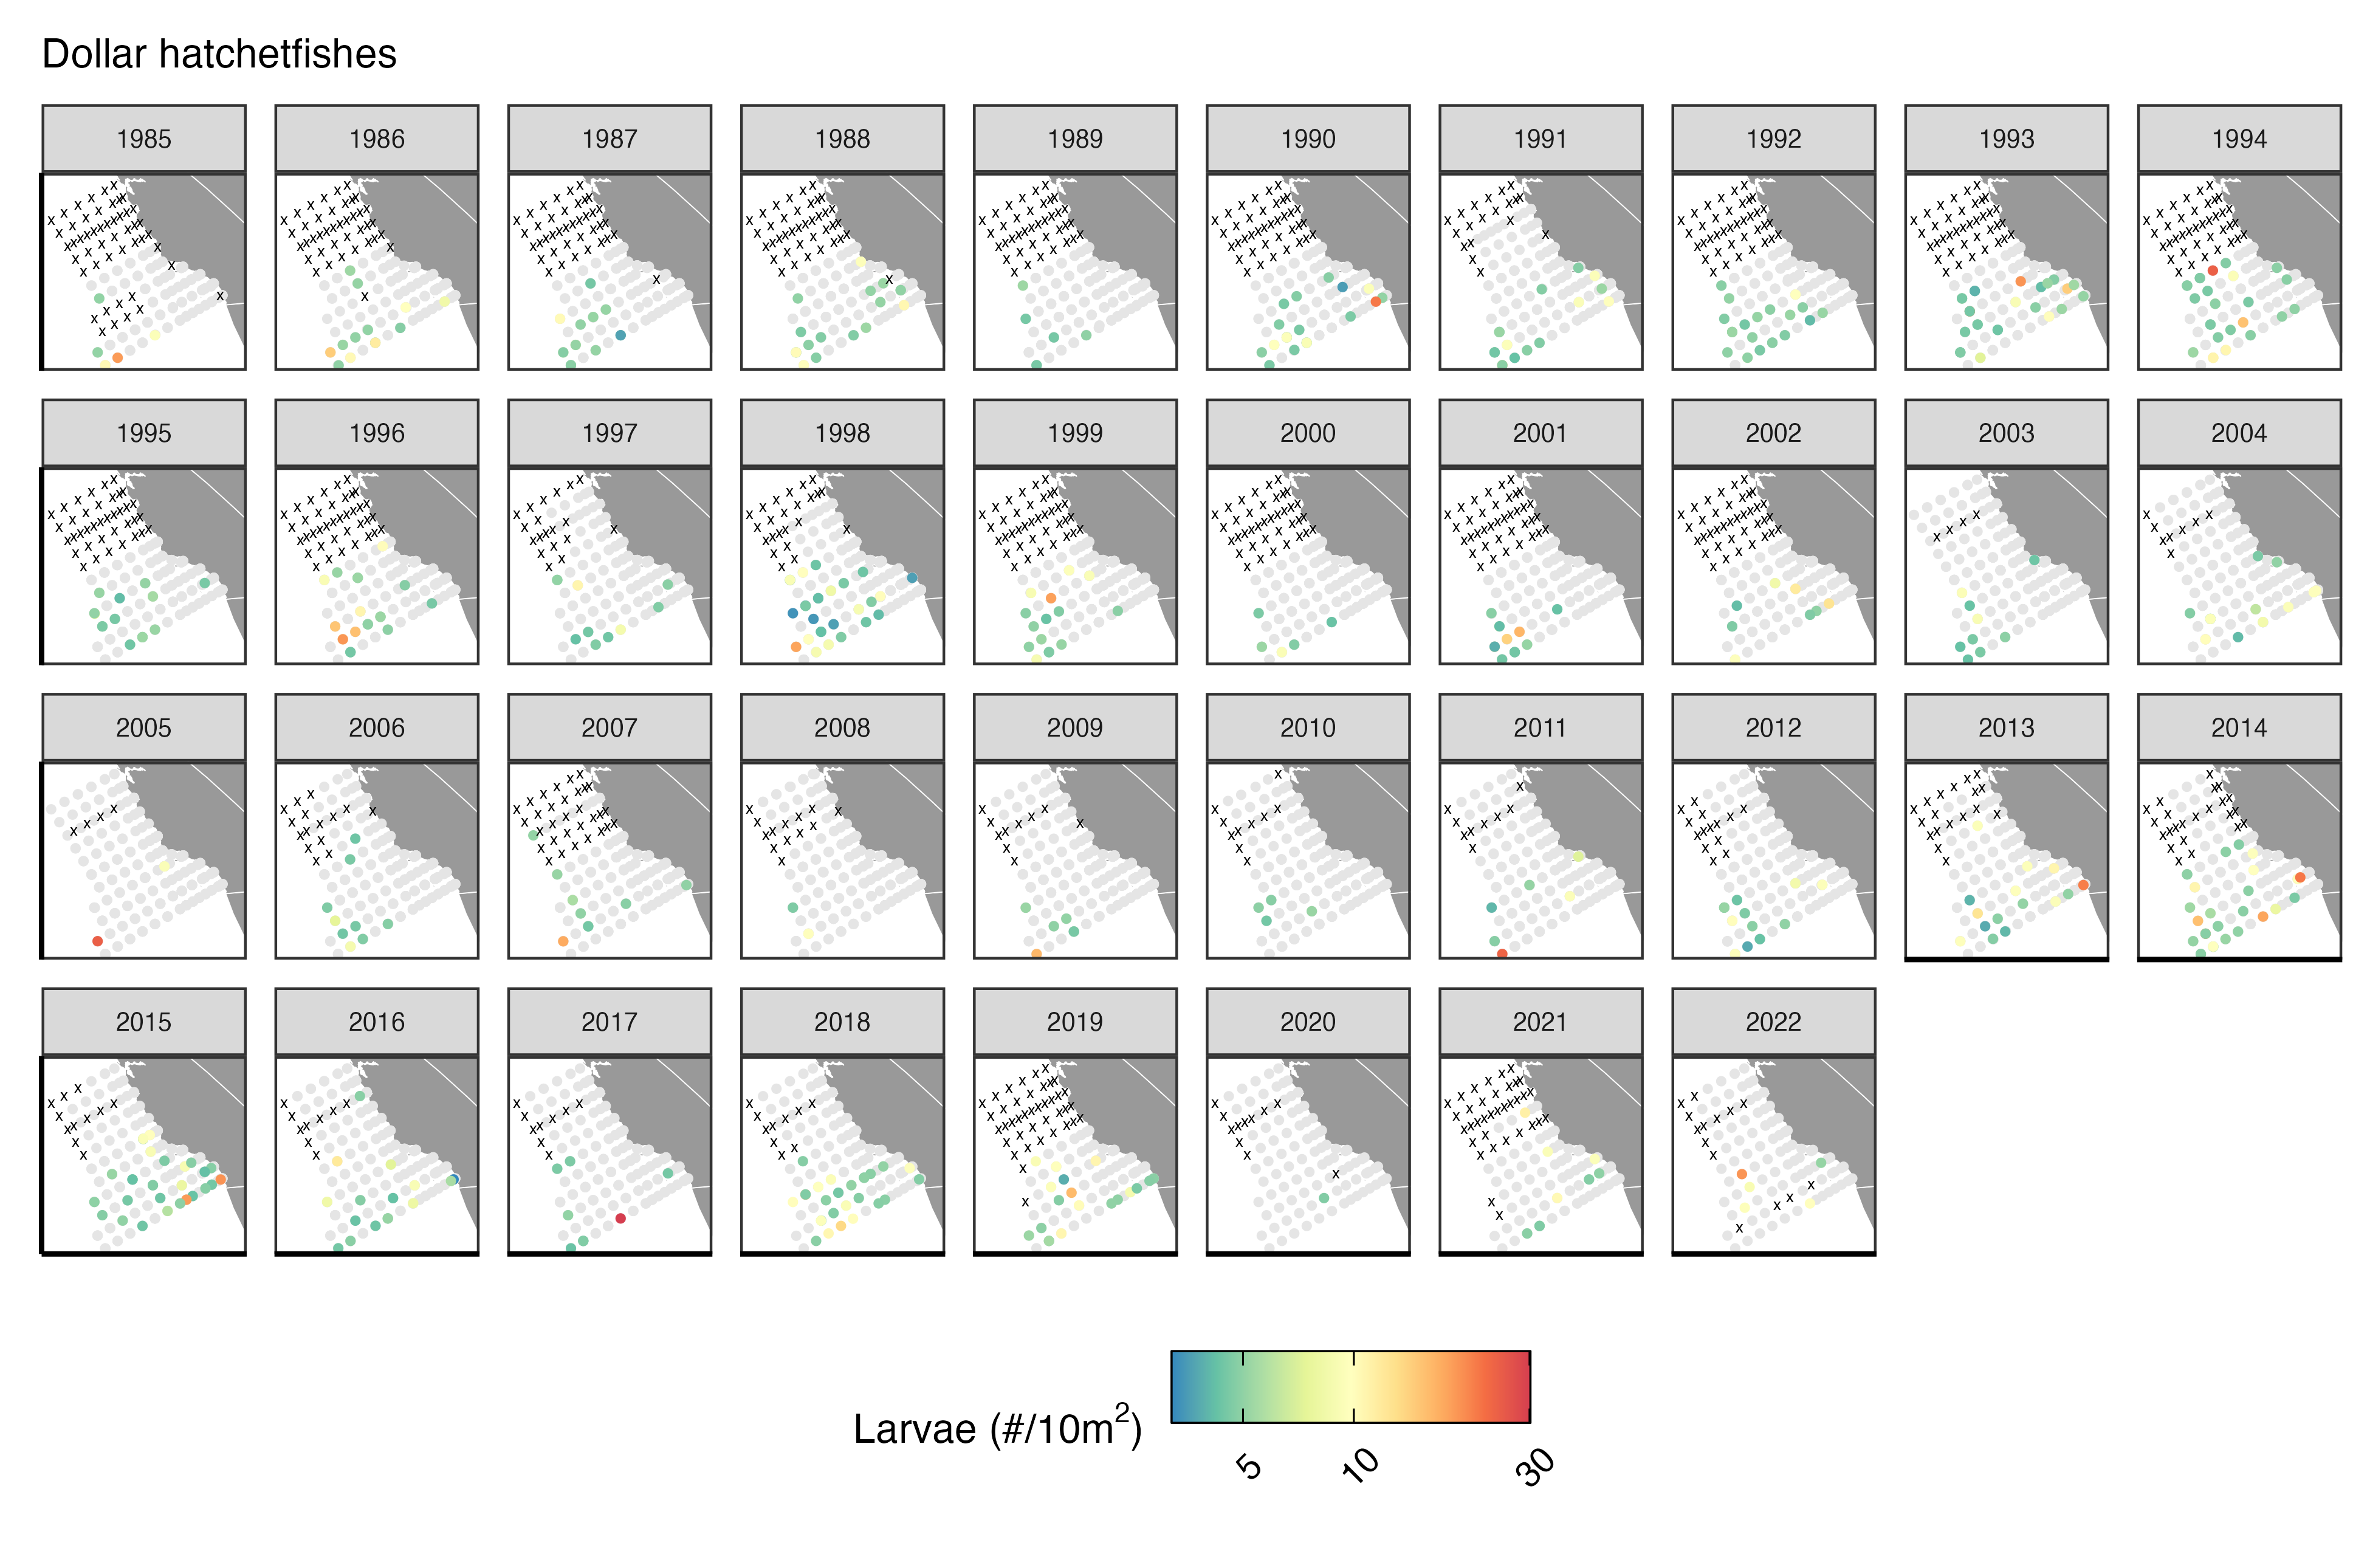 Dollar hatchetfishes
1985 1986 1987 1988 1989 1990 1991 1992 1993 1994
1995 1996 1997 1998 1999 2000 2001 2002 2003 2004
2005 2006 2007 2008 2009 2010 2011 2012 2013 2014
2015 2016 2017 2018 2019 2020 2021 2022
Larvae (#/10m²)
5 10 30